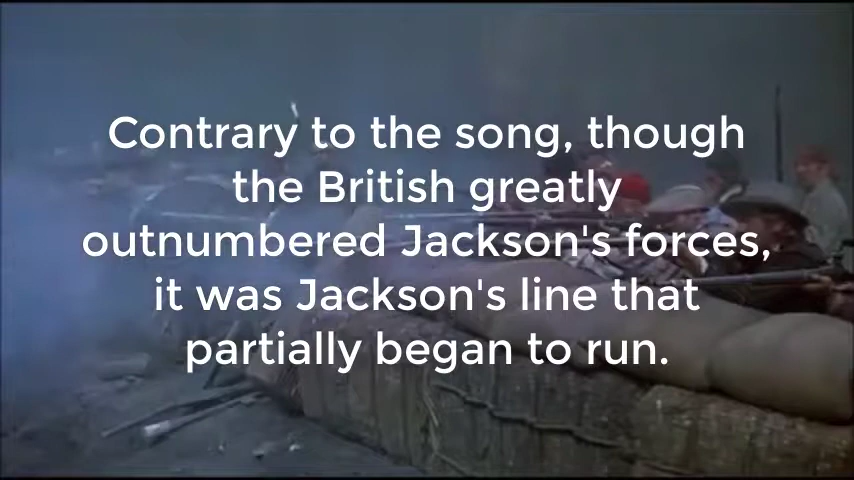 Contrary to the song, though
the British greatly
outnumbered Jackson's forces,
it was Jackson's line that
partially began to run.